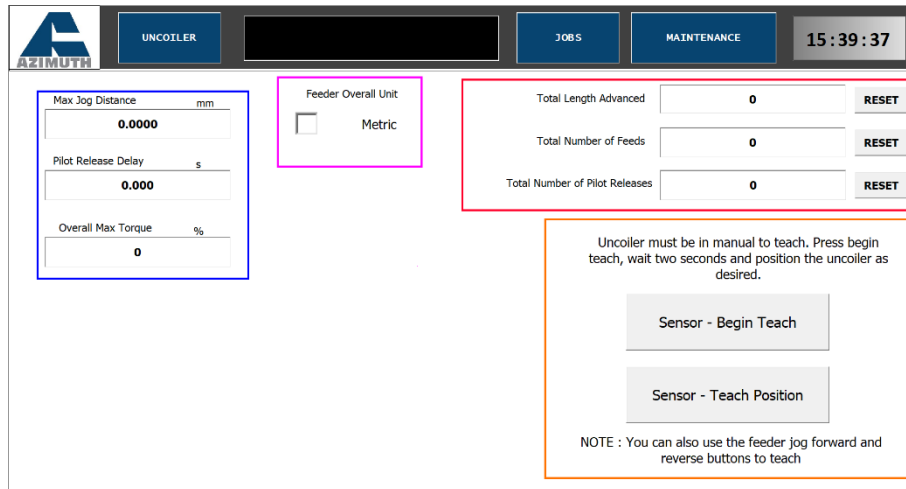 AZIMUTH
UNCOILER
JOBS
MAINTENANCE
15:39:37
Max Jog Distance mm
0.0000
Pilot Release Delay s
0.000
Overall Max Torque %
0
Feeder Overall Unit
Metric
Total Length Advanced 0 RESET
Total Number of Feeds 0 RESET
Total Number of Pilot Releases 0 RESET
Uncoiler must be in manual to teach. Press begin
teach, wait two seconds and position the uncoiler as
desired.
Sensor - Begin Teach
Sensor - Teach Position
NOTE : You can also use the feeder jog forward and
reverse buttons to teach